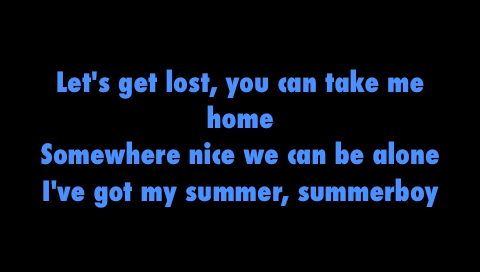 Let's get lost, you can take me
home
Somewhere nice we can be alone
I've got my summer, summerboy